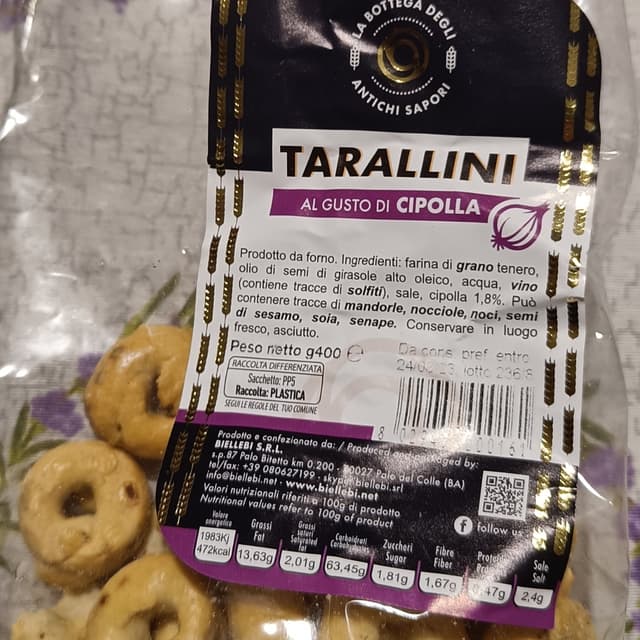 LA BOTTEGA DEGLI
ANTICHI SAPORI
TARALLINI
AL GUSTO DI CIPOLLA
Prodotto da forno. Ingredienti: farina di grano tenero,
olio di semi di girasole alto oleico, acqua, vino
(contiene tracce di solfiti), sale, cipolla 1,8%. Può
contenere tracce di mandorle, nocciole, noci, semi
di sesamo, soia, senape. Conservare in luogo
fresco, asciutto.
Peso netto g400 e
Da cons. pref. entro
lotto 236/8
RACCOLTA DIFFERENZIATA
Sacchetto: PP5
Raccolta: PLASTICA
SEGUI LE REGOLE DEL TUO COMUNE
Prodotto e confezionato da: / Produced by:
BIELLEBI S.R.L.
s.p.87 Palo Binetto km 0.200 - 70027 Palo del Colle (BA)
tel/fax: +39 080627799 - skype: biellebi.srl
info@biellebi.net - www.biellebi.net
Valori nutrizionali riferiti a 100g di prodotto
Nutritional values refer to 100g of product
follow us
Valore energetico 1983Kj 472kcal
Grassi Fat 13,63g
Grassi saturi Saturated fat 2,01g
Carboidrati Carbohydrates 63,45g
Zuccheri Sugar 1,81g
Fibre Fiber 1,67g
,47g
Sale Salt 2,4g